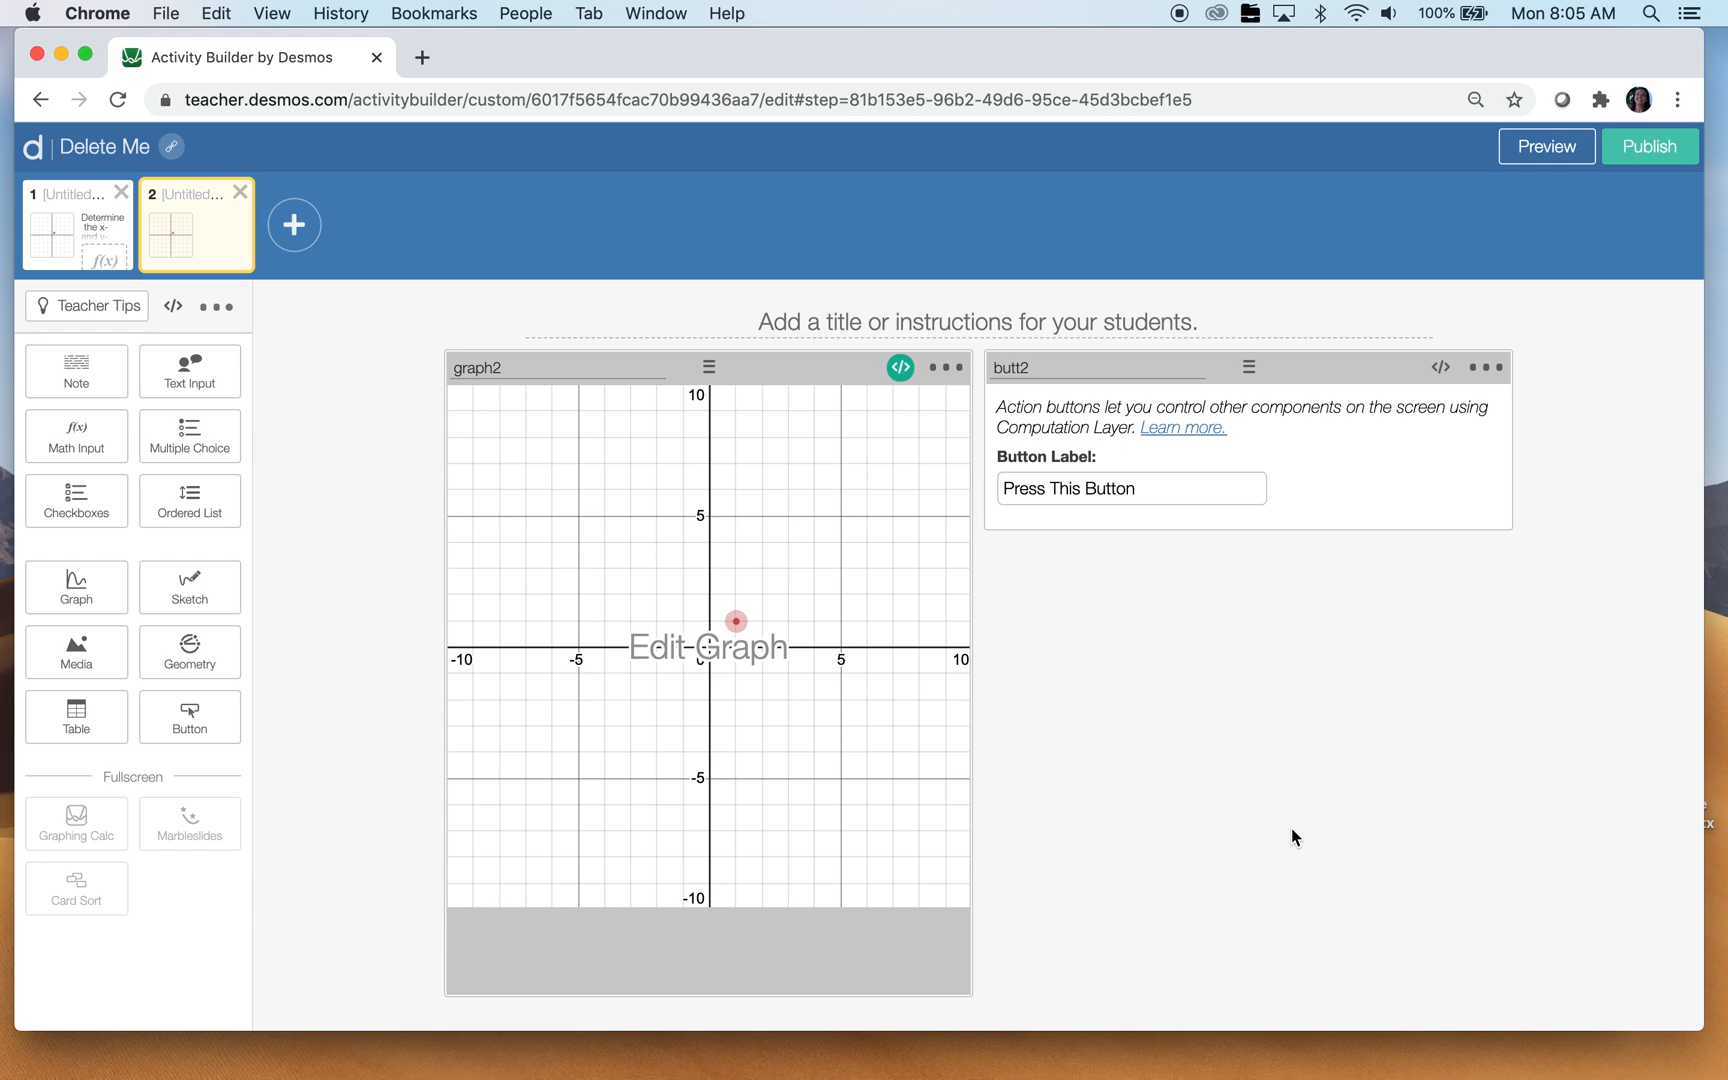 Chrome File Edit View History Bookmarks People Tab Window Help 100% Mon 8:05 AM
Activity Builder by Desmos
teacher.desmos.com/activitybuilder/custom/6017f5654fcac70b99436aa7/edit#step=81b153e5-96b2-49d6-95ce-45d3bcbef1e5
d | Delete Me Preview Publish
1 [Untitled... 2 [Untitled...
Determine
the x-
and y-
f(x)
Teacher Tips </>
Add a title or instructions for your students.
Note Text Input
f(x)
Math Input Multiple Choice
Checkboxes Ordered List
Graph Sketch
Media Geometry
Table Button
Fullscreen
Graphing Calc Marbleslides
Card Sort
graph2 </>
10
5
Edit Graph
-10 -5 0 5 10
-5
-10
butt2 </>
Action buttons let you control other components on the screen using
Computation Layer. Learn more.
Button Label:
Press This Button